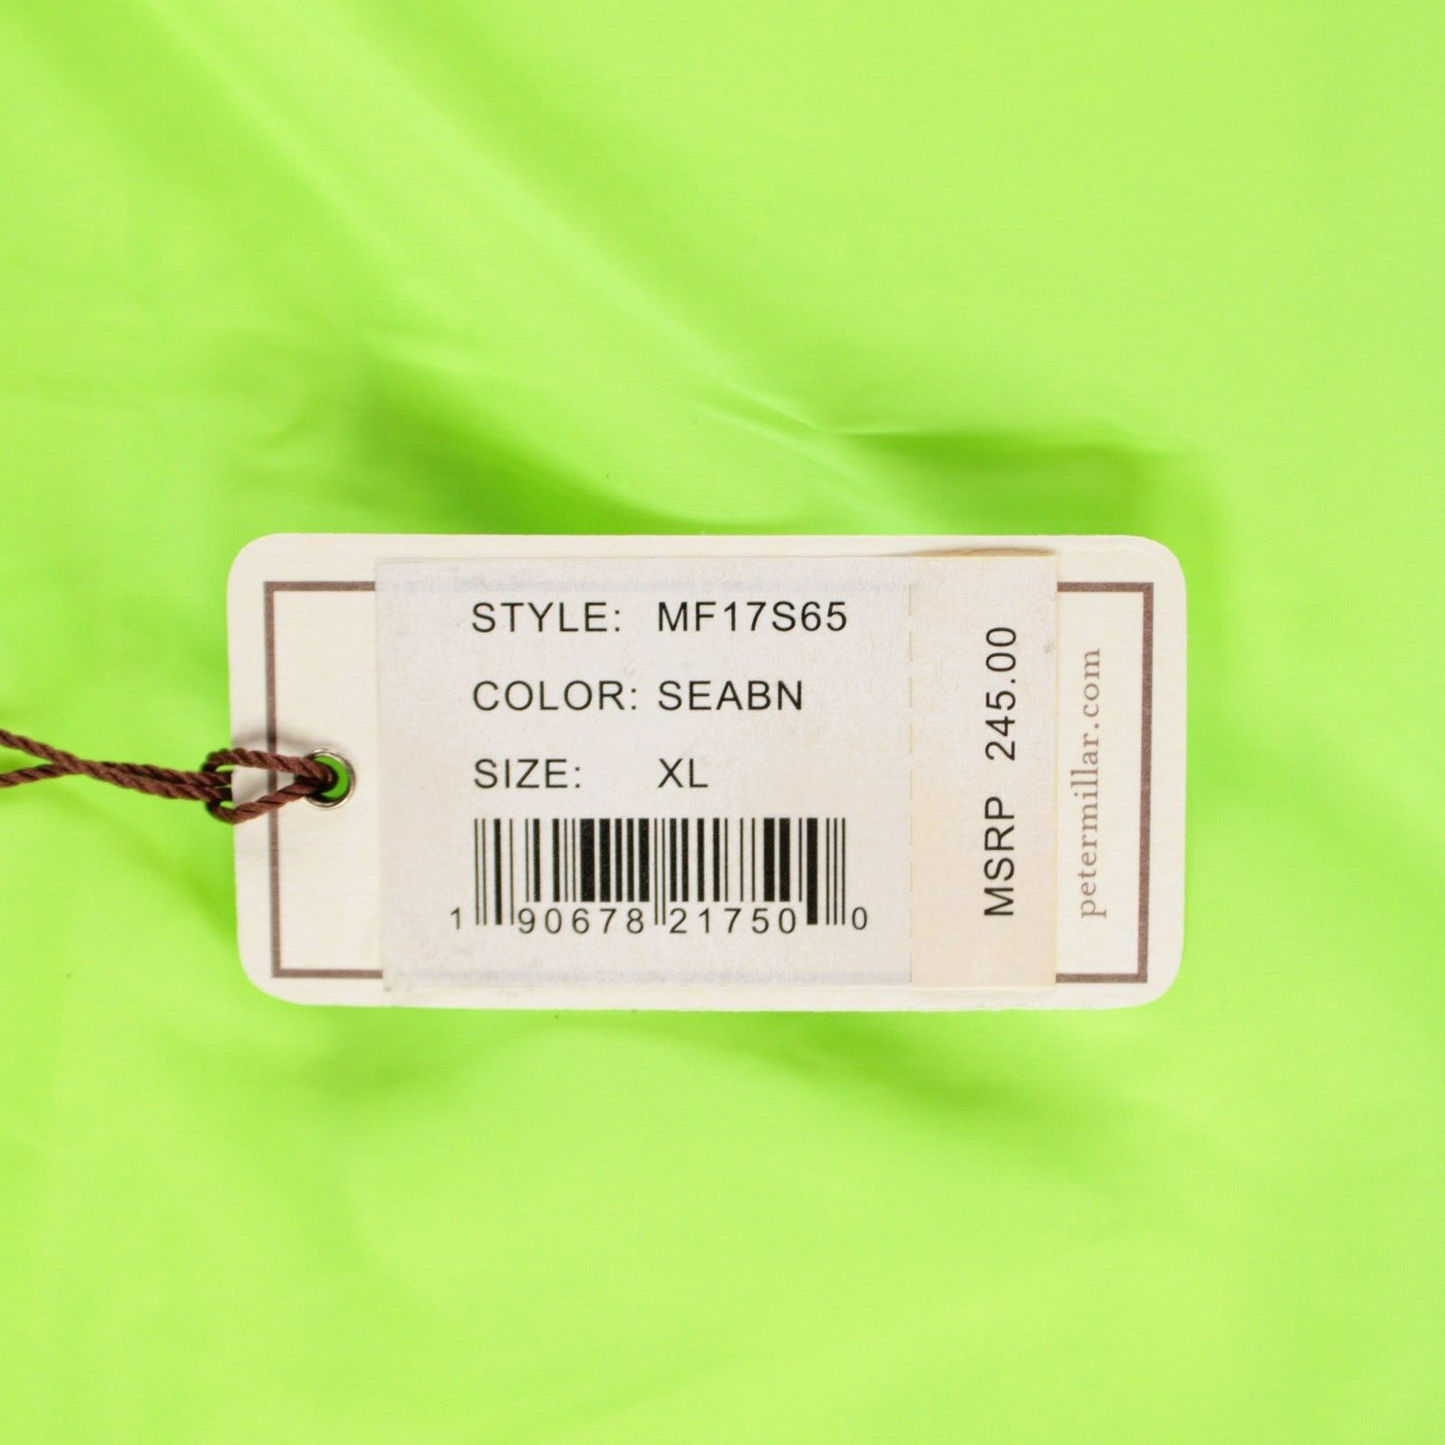 STYLE: MF17S65
COLOR: SEABN
SIZE: XL
1 90678 21750 0
MSRP 245.00
petermillar.com